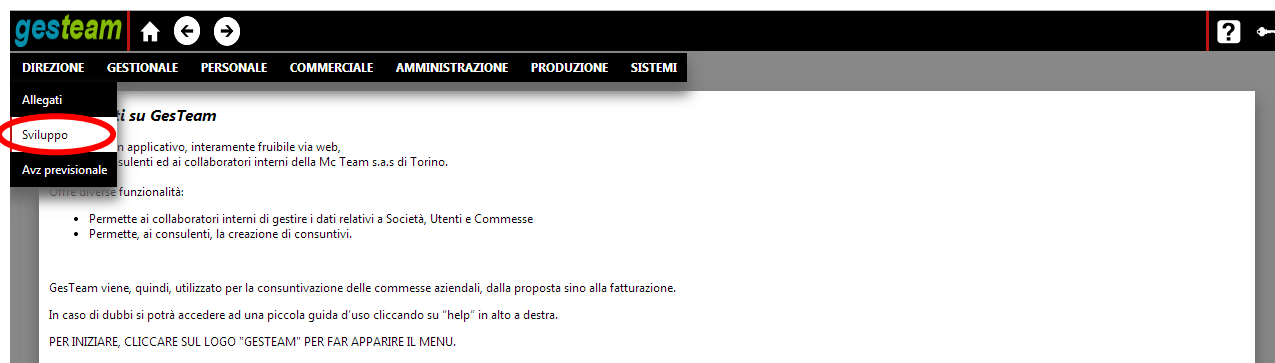 gesteam
?
DIREZIONE GESTIONALE PERSONALE COMMERCIALE AMMINISTRAZIONE PRODUZIONE SISTEMI
Allegati
ti su GesTeam
Sviluppo
n applicativo, interamente fruibile via web,
sulenti ed ai collaboratori interni della Mc Team s.a.s di Torino.
Avz previsionale
Offre diverse funzionalità:
• Permette ai collaboratori interni di gestire i dati relativi a Società, Utenti e Commesse
• Permette, ai consulenti, la creazione di consuntivi.
GesTeam viene, quindi, utilizzato per la consuntivazione delle commesse aziendali, dalla proposta sino alla fatturazione.
In caso di dubbi si potrà accedere ad una piccola guida d'uso cliccando su "help" in alto a destra.
PER INIZIARE, CLICCARE SUL LOGO "GESTEAM" PER FAR APPARIRE IL MENU.